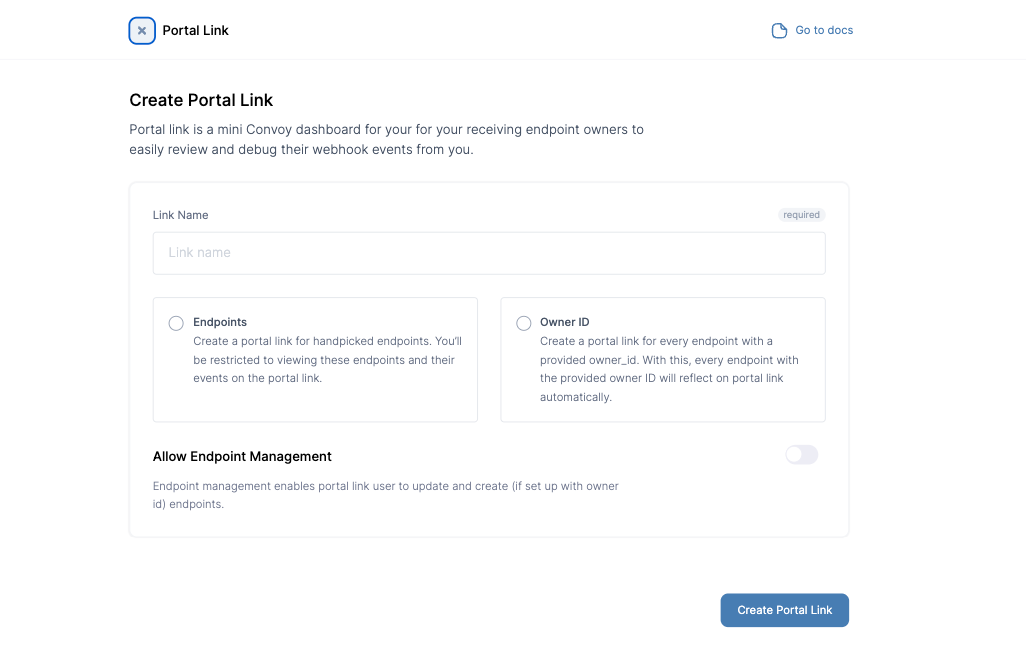 Portal Link
Go to docs
Create Portal Link
Portal link is a mini Convoy dashboard for your for your receiving endpoint owners to
easily review and debug their webhook events from you.
Link Name
required
Link name
Endpoints
Create a portal link for handpicked endpoints. You'll
be restricted to viewing these endpoints and their
events on the portal link.
Owner ID
Create a portal link for every endpoint with a
provided owner_id. With this, every endpoint with
the provided owner ID will reflect on portal link
automatically.
Allow Endpoint Management
Endpoint management enables portal link user to update and create (if set up with owner
id) endpoints.
Create Portal Link